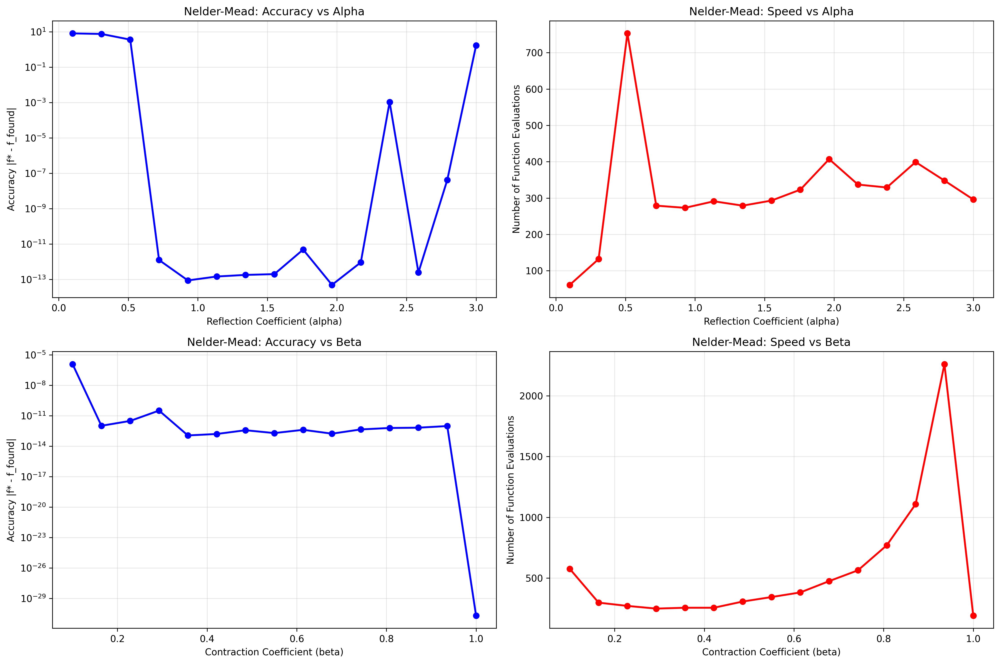 Nelder-Mead: Accuracy vs Alpha
Accuracy |f* - f_found|
10¹
10⁻¹
10⁻³
10⁻⁵
10⁻⁷
10⁻⁹
10⁻¹¹
10⁻¹³
0.0 0.5 1.0 1.5 2.0 2.5 3.0
Reflection Coefficient (alpha)
Nelder-Mead: Speed vs Alpha
Number of Function Evaluations
700
600
500
400
300
200
100
0.0 0.5 1.0 1.5 2.0 2.5 3.0
Reflection Coefficient (alpha)
Nelder-Mead: Accuracy vs Beta
Accuracy |f* - f_found|
10⁻⁵
10⁻⁸
10⁻¹¹
10⁻¹⁴
10⁻¹⁷
10⁻²⁰
10⁻²³
10⁻²⁶
10⁻²⁹
0.2 0.4 0.6 0.8 1.0
Contraction Coefficient (beta)
Nelder-Mead: Speed vs Beta
Number of Function Evaluations
2000
1500
1000
500
0.2 0.4 0.6 0.8 1.0
Contraction Coefficient (beta)